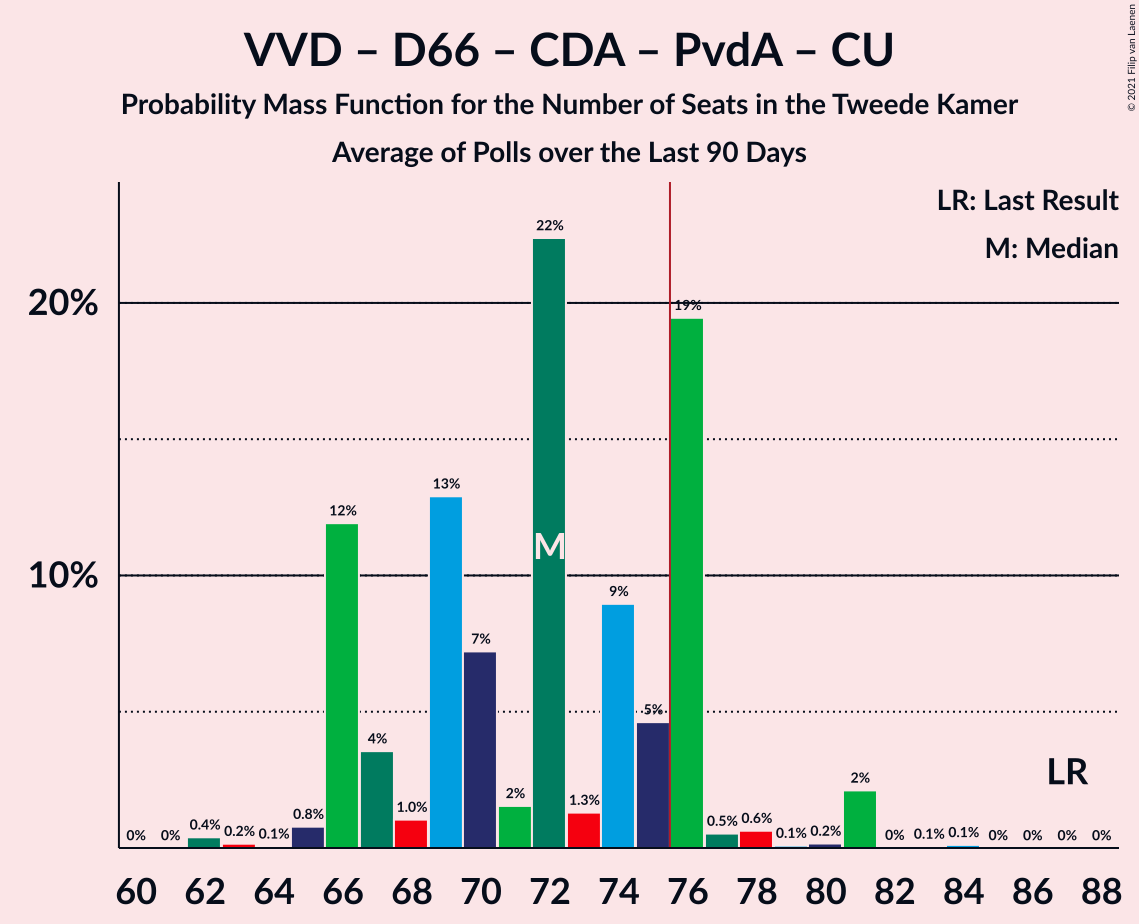 VVD – D66 – CDA – PvdA – CU
Probability Mass Function for the Number of Seats in the Tweede Kamer
Average of Polls over the Last 90 Days
© 2021 Filip van Laenen
LR: Last Result
M: Median
20%
10%
0% 0% 0.4% 0.2% 0.1% 0.8% 12% 4% 1.0% 13% 7% 2% 22% 1.3% 9% 5% 19% 0.5% 0.6% 0.1% 0.2% 2% 0% 0.1% 0.1% 0% 0% 0% 0%
M
LR
60 62 64 66 68 70 72 74 76 78 80 82 84 86 88